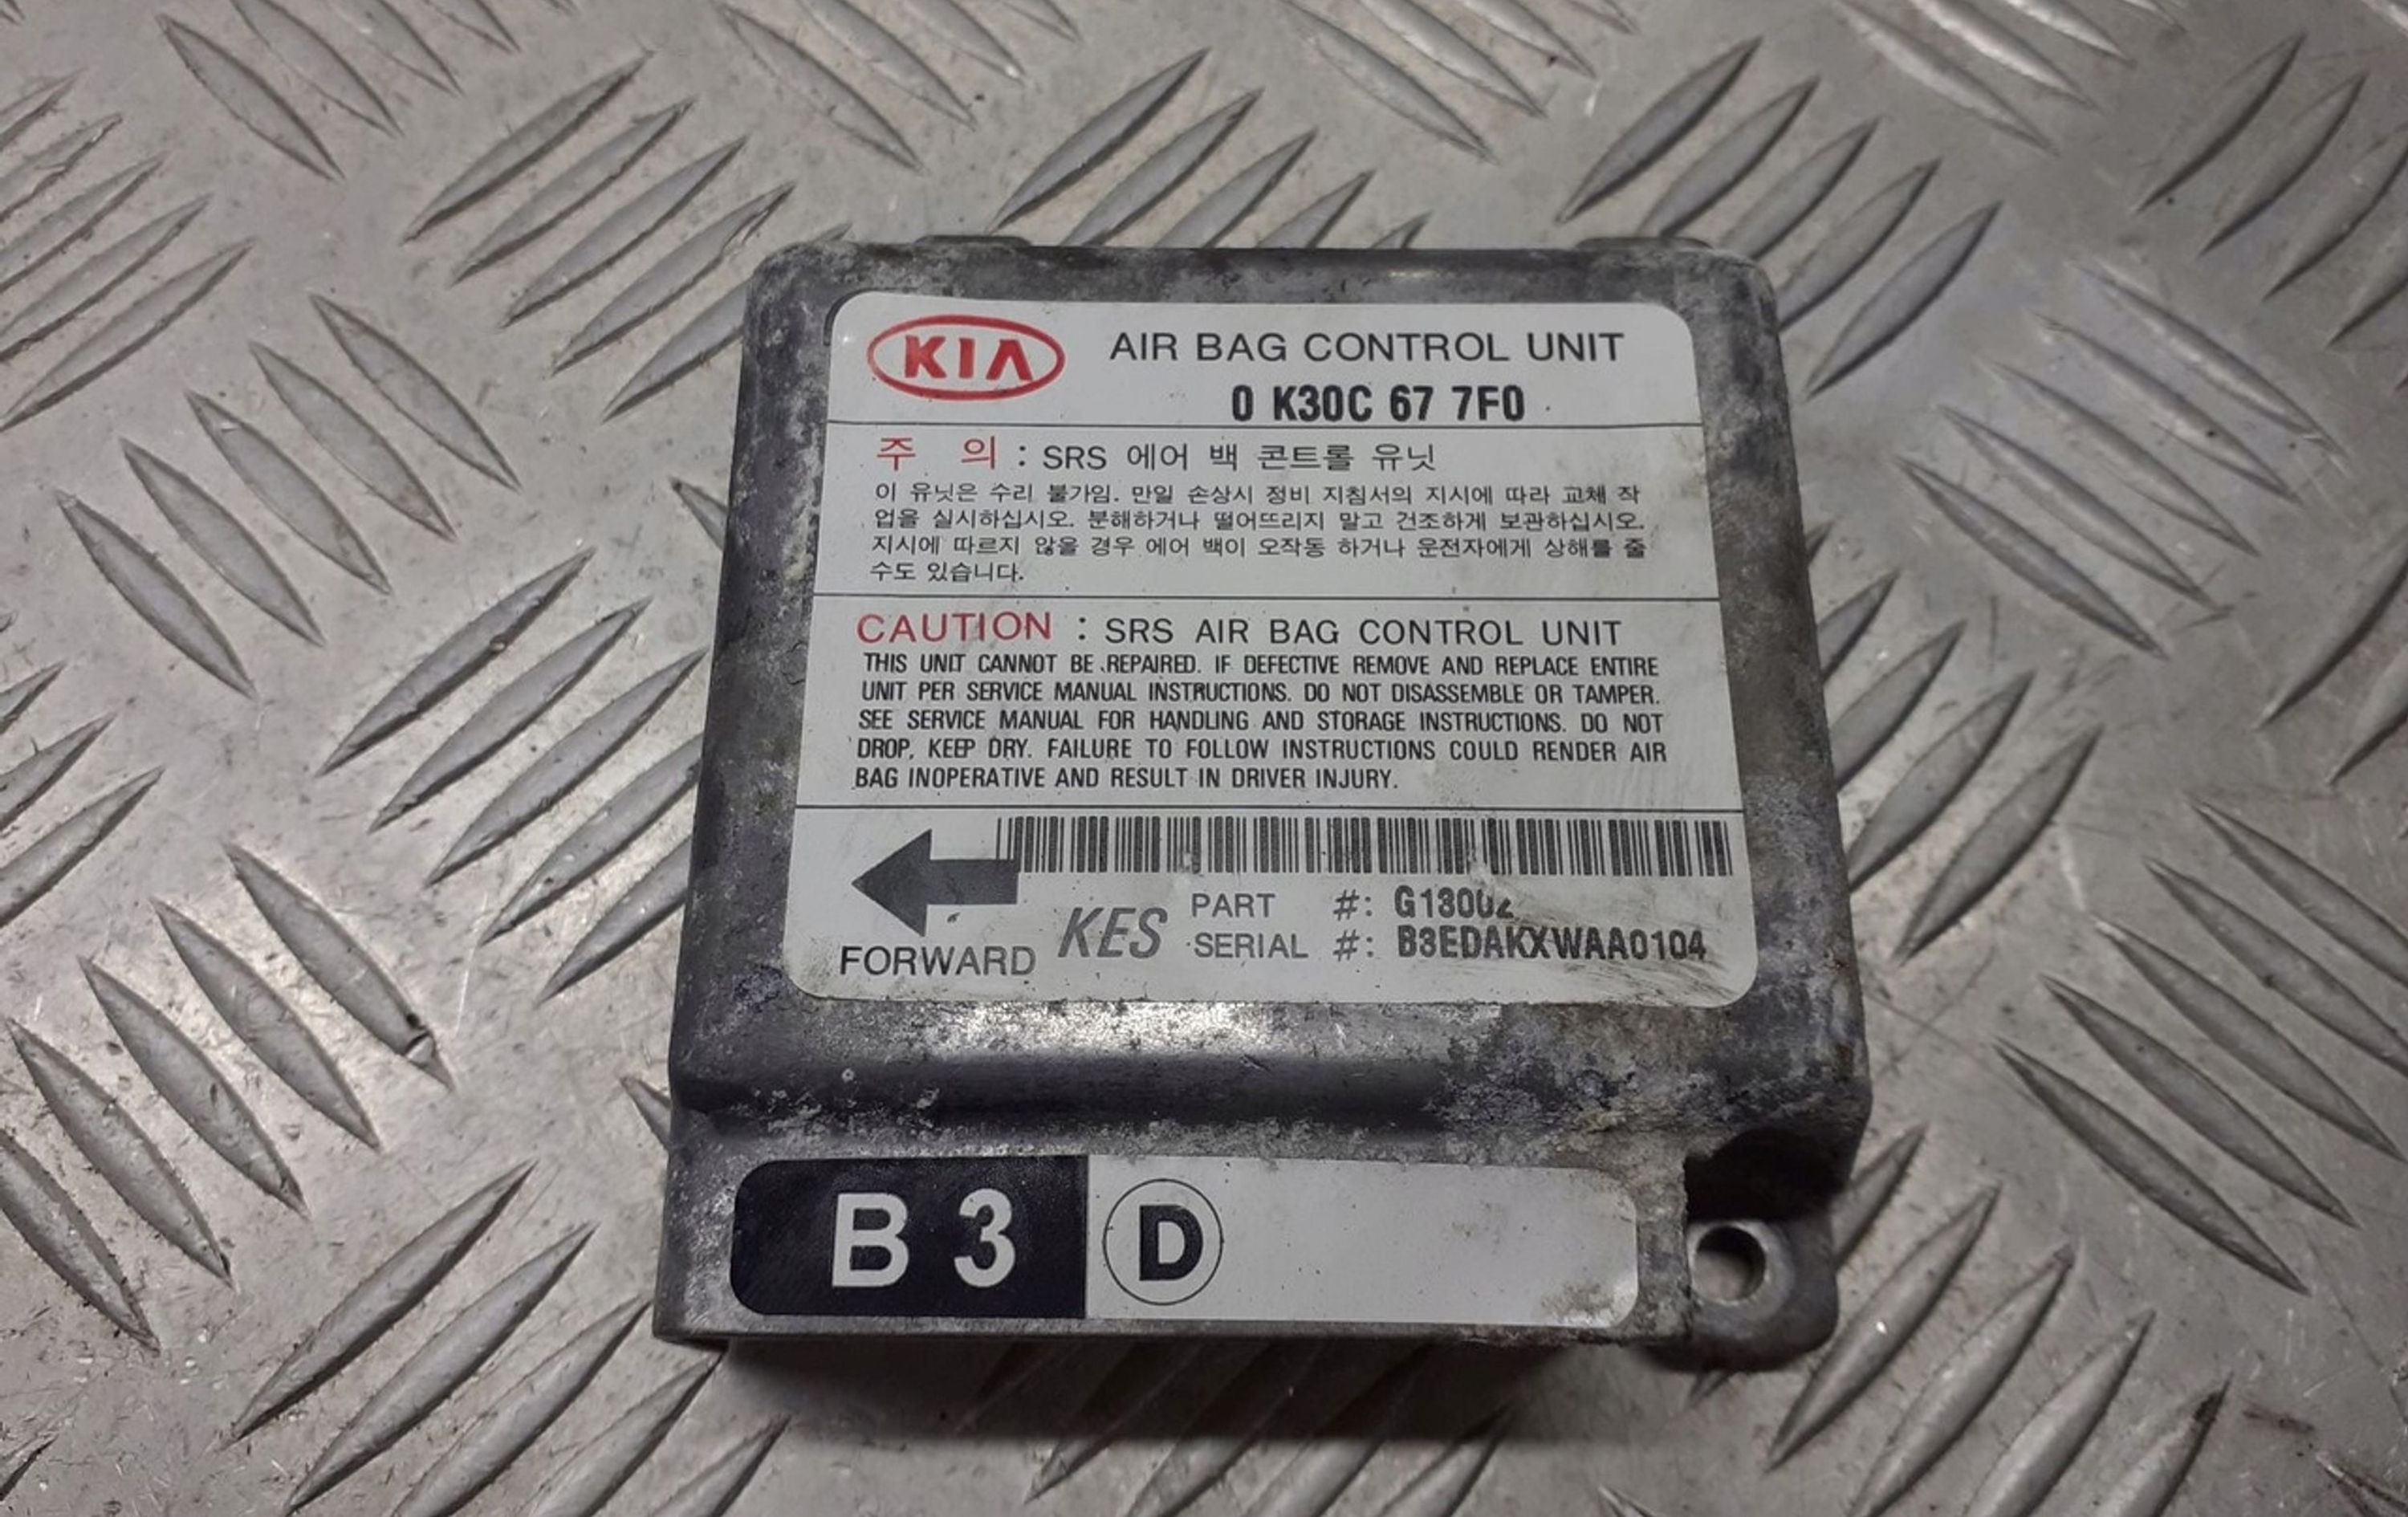 KIA AIR BAG CONTROL UNIT
0 K30C 67 7F0
주 의 : SRS 에어 백 콘트롤 유닛
이 유닛은 수리 불가임. 만일 손상시 정비 지침서의 지시에 따라 교체 작
업을 실시하십시오. 분해하거나 떨어뜨리지 말고 건조하게 보관하십시오.
지시에 따르지 않을 경우 에어 백이 오작동 하거나 운전자에게 상해를 줄
수도 있습니다.
CAUTION : SRS AIR BAG CONTROL UNIT
THIS UNIT CANNOT BE REPAIRED. IF DEFECTIVE REMOVE AND REPLACE ENTIRE
UNIT PER SERVICE MANUAL INSTRUCTIONS. DO NOT DISASSEMBLE OR TAMPER.
SEE SERVICE MANUAL FOR HANDLING AND STORAGE INSTRUCTIONS. DO NOT
DROP, KEEP DRY. FAILURE TO FOLLOW INSTRUCTIONS COULD RENDER AIR
BAG INOPERATIVE AND RESULT IN DRIVER INJURY.
PART #: G13002
FORWARD KES SERIAL #: B3EDAKXWAA0104
B 3 D